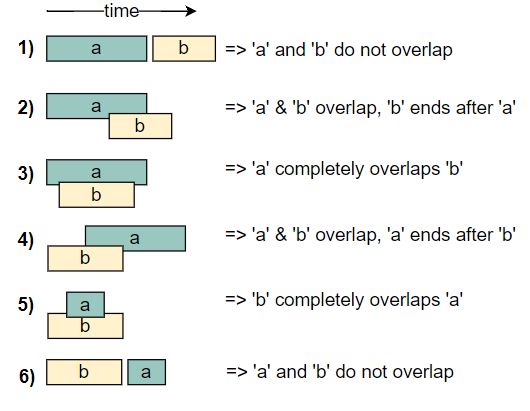 time
1) a b => 'a' and 'b' do not overlap
2) a b => 'a' & 'b' overlap, 'b' ends after 'a'
3) a b => 'a' completely overlaps 'b'
4) a b => 'a' & 'b' overlap, 'a' ends after 'b'
5) a b => 'b' completely overlaps 'a'
6) b a => 'a' and 'b' do not overlap